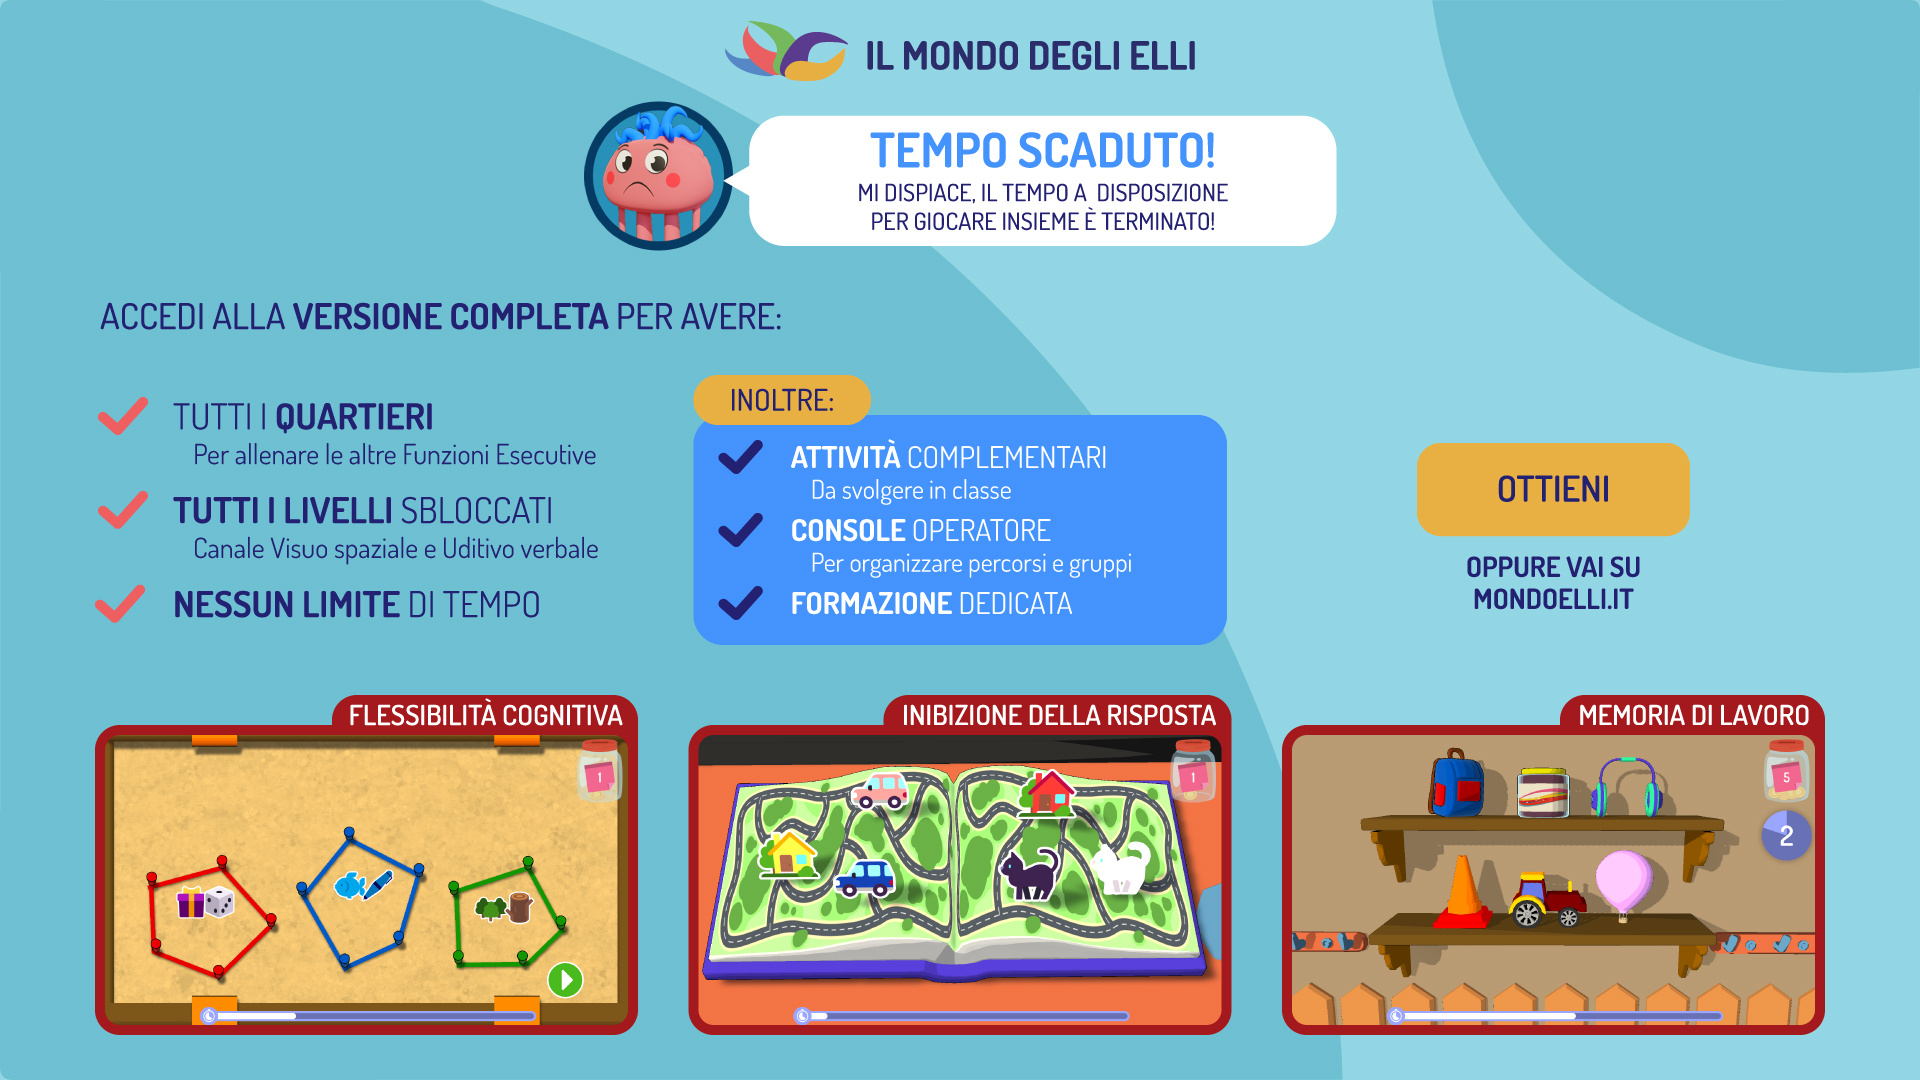 IL MONDO DEGLI ELLI
TEMPO SCADUTO!
MI DISPIACE, IL TEMPO A DISPOSIZIONE
PER GIOCARE INSIEME È TERMINATO!
ACCEDI ALLA VERSIONE COMPLETA PER AVERE:
TUTTI I QUARTIERI
Per allenare le altre Funzioni Esecutive
TUTTI I LIVELLI SBLOCCATI
Canale Visuo spaziale e Uditivo verbale
NESSUN LIMITE DI TEMPO
INOLTRE:
ATTIVITÀ COMPLEMENTARI
Da svolgere in classe
CONSOLE OPERATORE
Per organizzare percorsi e gruppi
FORMAZIONE DEDICATA
OTTIENI
OPPURE VAI SU
MONDOELLI.IT
FLESSIBILITÀ COGNITIVA
1
INIBIZIONE DELLA RISPOSTA
1
MEMORIA DI LAVORO
5
2